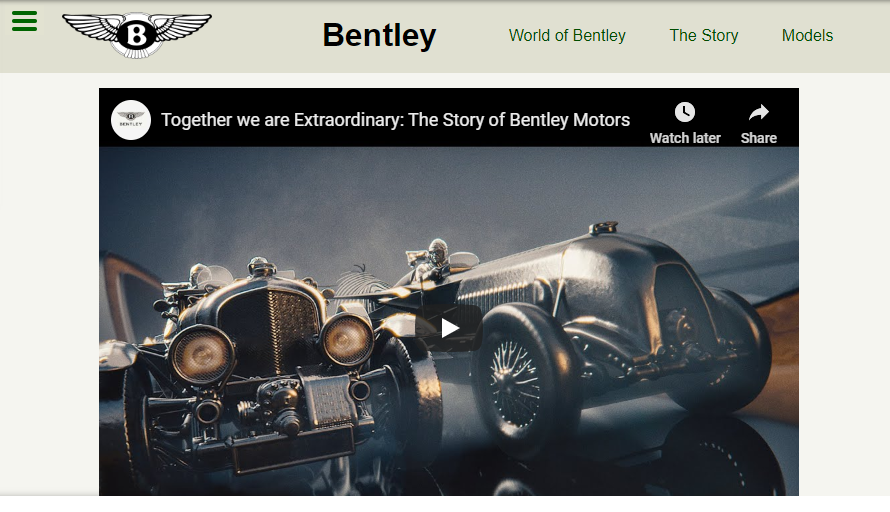 B
Bentley
World of Bentley
The Story
Models
BENTLEY
Together we are Extraordinary: The Story of Bentley Motors
Watch later
Share